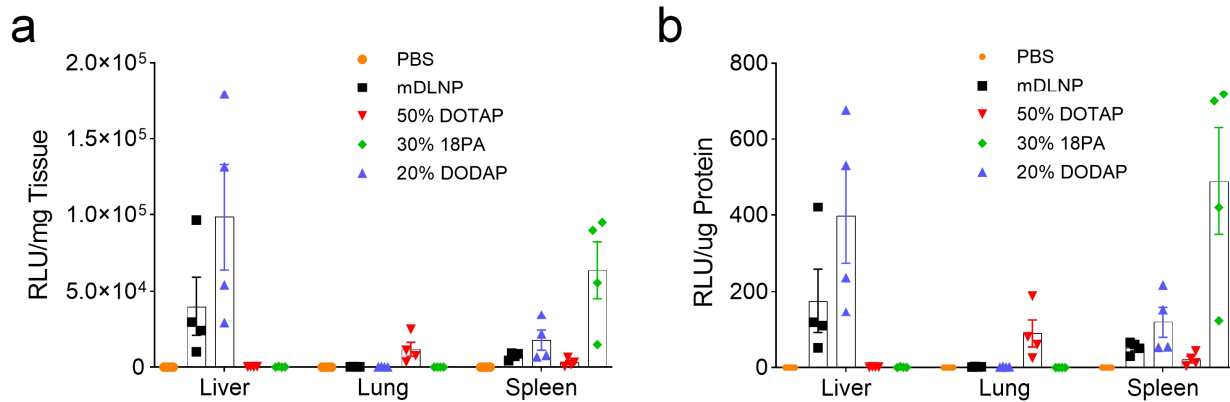 a
RLU/mg Tissue
2.0×10⁵
1.5×10⁵
1.0×10⁵
5.0×10⁴
0
PBS
mDLNP
50% DOTAP
30% 18PA
20% DODAP
Liver Lung Spleen
b
RLU/ug Protein
800
600
400
200
0
PBS
mDLNP
50% DOTAP
30% 18PA
20% DODAP
Liver Lung Spleen